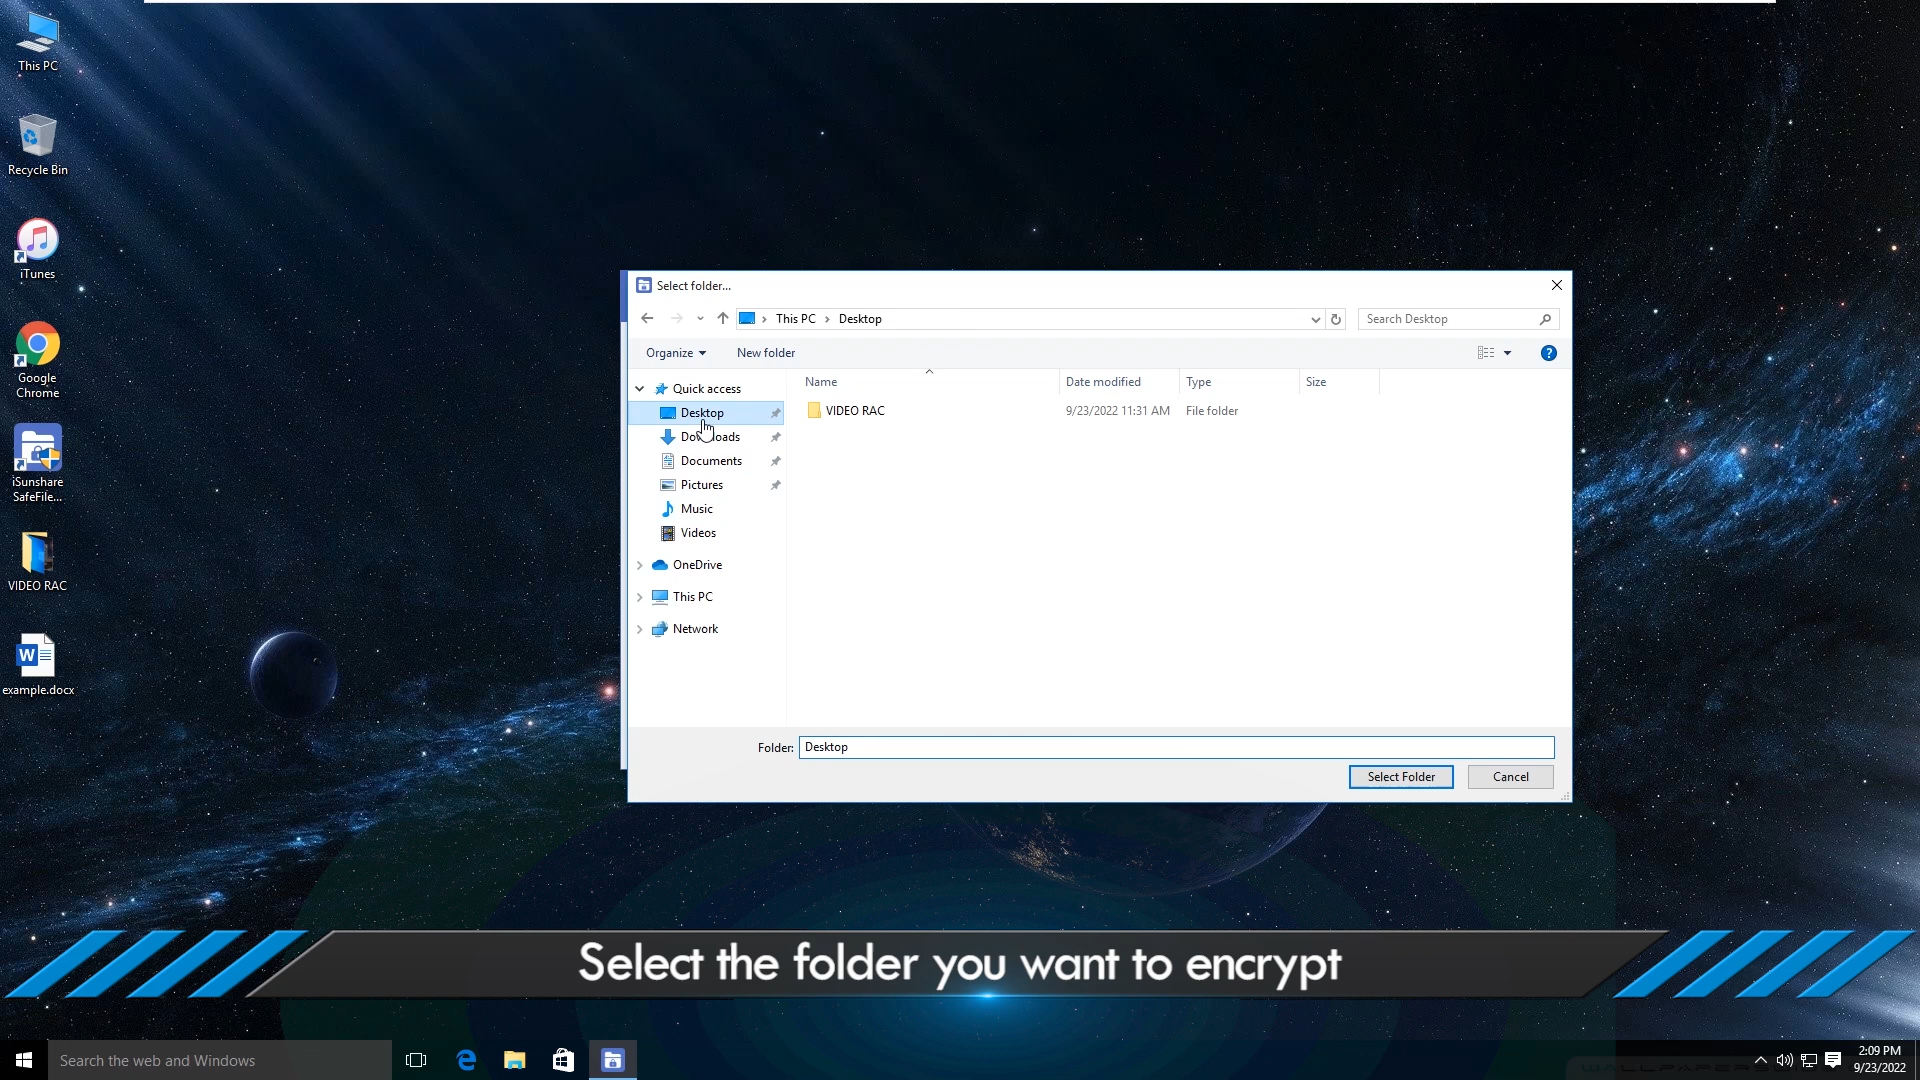 This PC
Recycle Bin
iTunes
Google
Chrome
iSunshare
SafeFile...
VIDEO RAC
example.docx
Select folder...
This PC > Desktop
Search Desktop
Organize
New folder
Name
Date modified
Type
Size
VIDEO RAC
9/23/2022 11:31 AM
File folder
Quick access
Desktop
Downloads
Documents
Pictures
Music
Videos
OneDrive
This PC
Network
Folder:
Desktop
Select Folder
Cancel
Select the folder you want to encrypt
Search the web and Windows
2:09 PM
9/23/2022